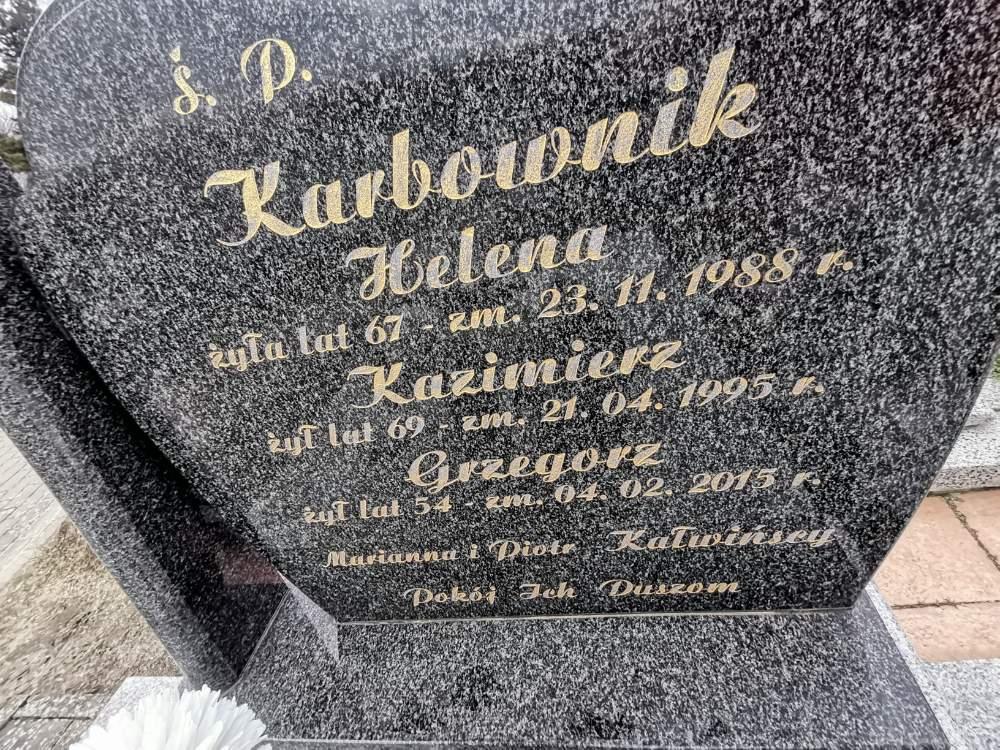 ś. P.
Karbownik
Helena
żyła lat 67 - zm. 23. 11. 1988 r.
Kazimierz
żył lat 69 - zm. 21. 04. 1995 r.
Grzegorz
żył lat 54 - zm. 04. 02. 2015 r.
Marianna i Piotr Kałwińscy
Pokój Ich Duszom